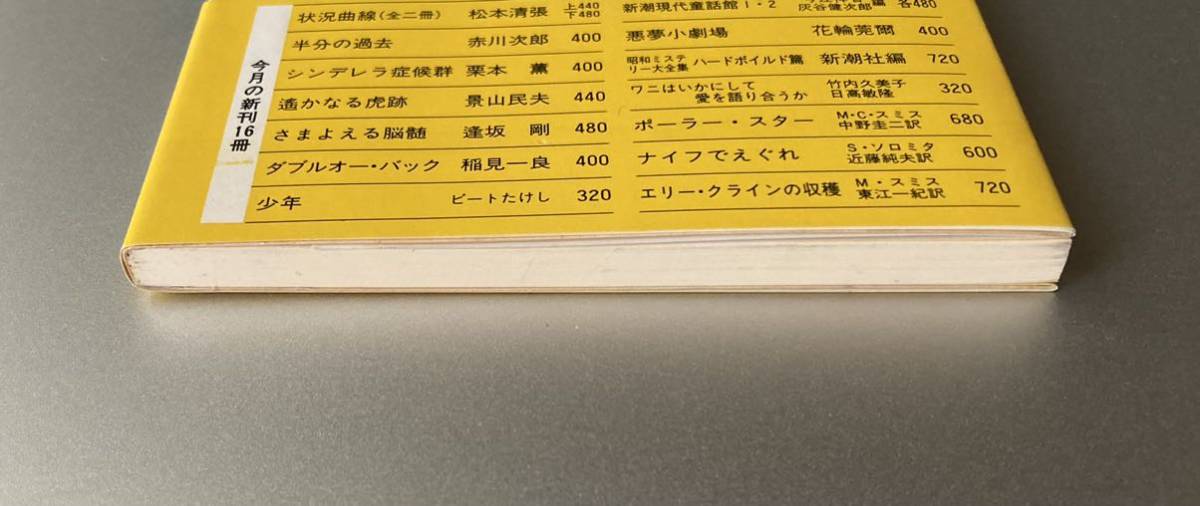 今月の新刊16冊
状況曲線(全二冊) 松本清張 上440 下480
半分の過去 赤川次郎 400
シンデレラ症候群 栗本 薫 400
遙かなる虎跡 景山民夫 440
さまよえる脳髄 逢坂 剛 480
ダブルオー・バック 稲見一良 400
少年 ビートたけし 320
新潮現代童話館1・2 灰谷健次郎 編 各480
悪夢小劇場 花輪莞爾 400
昭和ミステリー大全集 ハードボイルド篇 新潮社編 720
ワニはいかにして愛を語り合うか 竹内久美子 日高敏隆 320
ポーラー・スター M・C・スミス 中野圭二訳 680
ナイフでえぐれ S・ソロミタ 近藤純夫訳 600
エリー・クラインの収穫 M・スミス 東江一紀訳 720